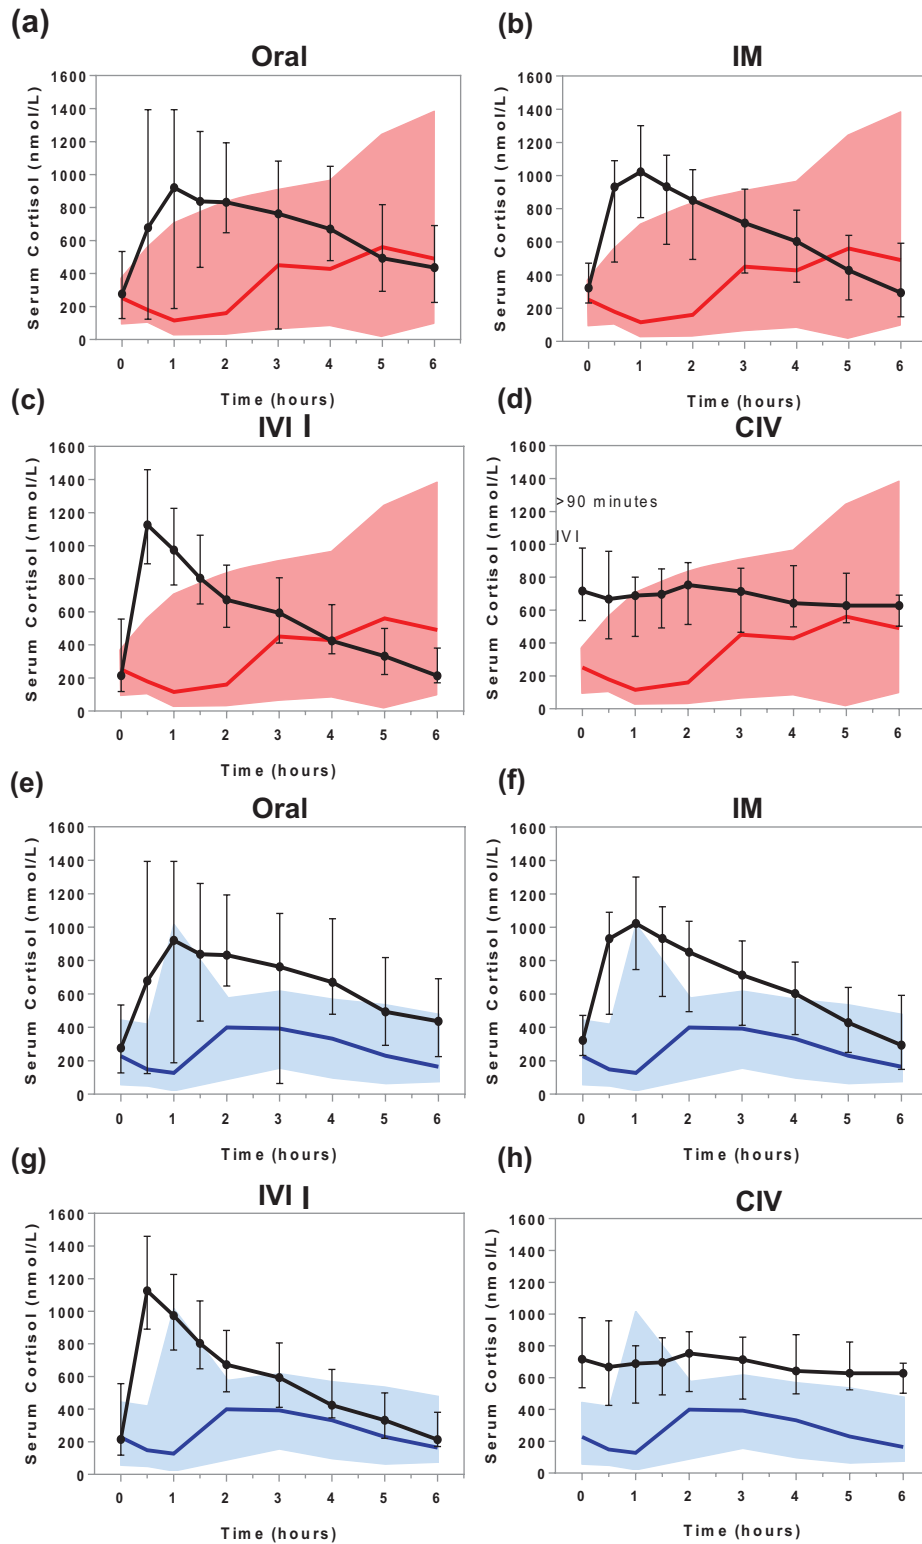 (a)
Oral
Serum Cortisol (nmol/L)
1600
1400
1200
1000
800
600
400
200
0
0 1 2 3 4 5 6
Time (hours)
(b)
IM
Serum Cortisol (nmol/L)
1600
1400
1200
1000
800
600
400
200
0
0 1 2 3 4 5 6
Time (hours)
(c)
IVI I
Serum Cortisol (nmol/L)
1600
1400
1200
1000
800
600
400
200
0
0 1 2 3 4 5 6
Time (hours)
(d)
CIV
Serum Cortisol (nmol/L)
1600
1400
1200
1000
800
600
400
200
0
>90 minutes
IVI
0 1 2 3 4 5 6
Time (hours)
(e)
Oral
Serum Cortisol (nmol/L)
1600
1400
1200
1000
800
600
400
200
0
0 1 2 3 4 5 6
Time (hours)
(f)
IM
Serum Cortisol (nmol/L)
1600
1400
1200
1000
800
600
400
200
0
0 1 2 3 4 5 6
Time (hours)
(g)
IVI I
Serum Cortisol (nmol/L)
1600
1400
1200
1000
800
600
400
200
0
0 1 2 3 4 5 6
Time (hours)
(h)
CIV
Serum Cortisol (nmol/L)
1600
1400
1200
1000
800
600
400
200
0
0 1 2 3 4 5 6
Time (hours)